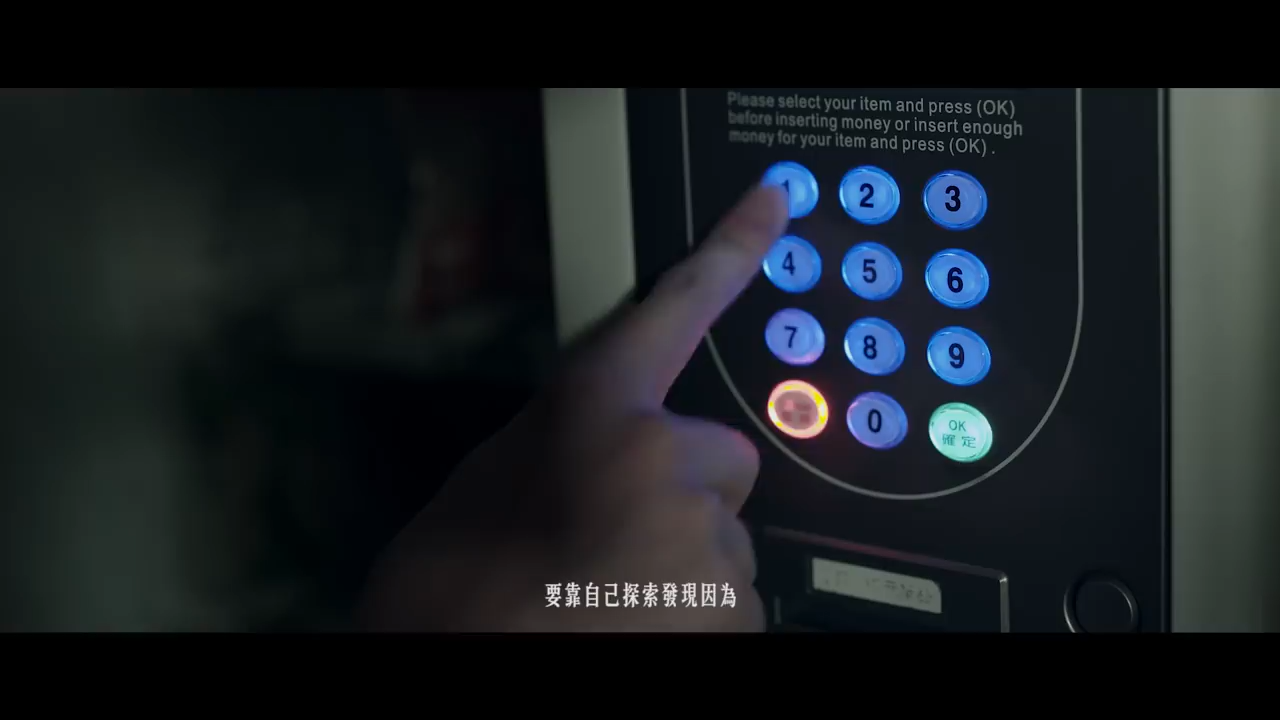 Please select your item and press (OK)
before inserting money or insert enough
money for your item and press (OK) .
1 2 3
4 5 6
7 8 9
0 OK
確定
要靠自己探索發現因為